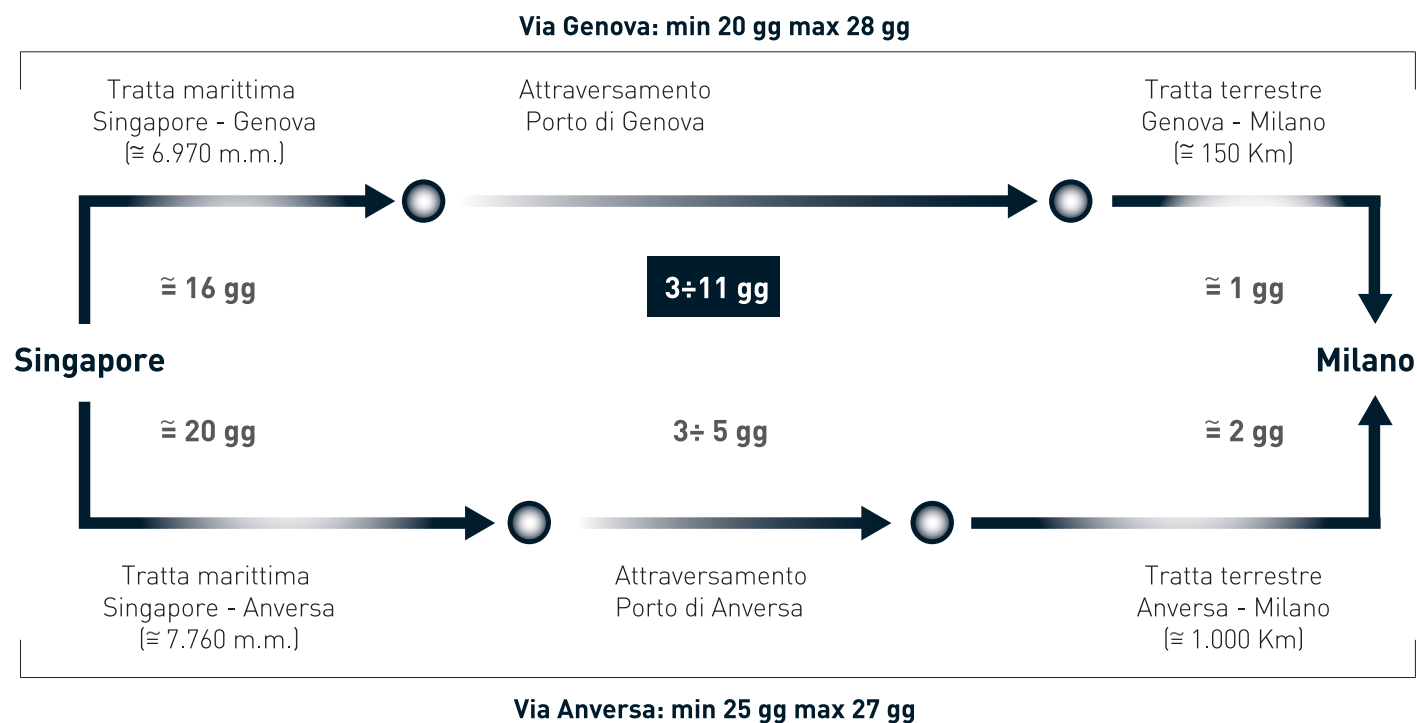 Via Genova: min 20 gg max 28 gg
Tratta marittima
Singapore - Genova
(≅ 6.970 m.m.)
Attraversamento
Porto di Genova
Tratta terrestre
Genova - Milano
(≅ 150 Km)
≅ 16 gg
3÷11 gg
≅ 1 gg
Singapore
Milano
≅ 20 gg
3÷ 5 gg
≅ 2 gg
Tratta marittima
Singapore - Anversa
(≅ 7.760 m.m.)
Attraversamento
Porto di Anversa
Tratta terrestre
Anversa - Milano
(≅ 1.000 Km)
Via Anversa: min 25 gg max 27 gg